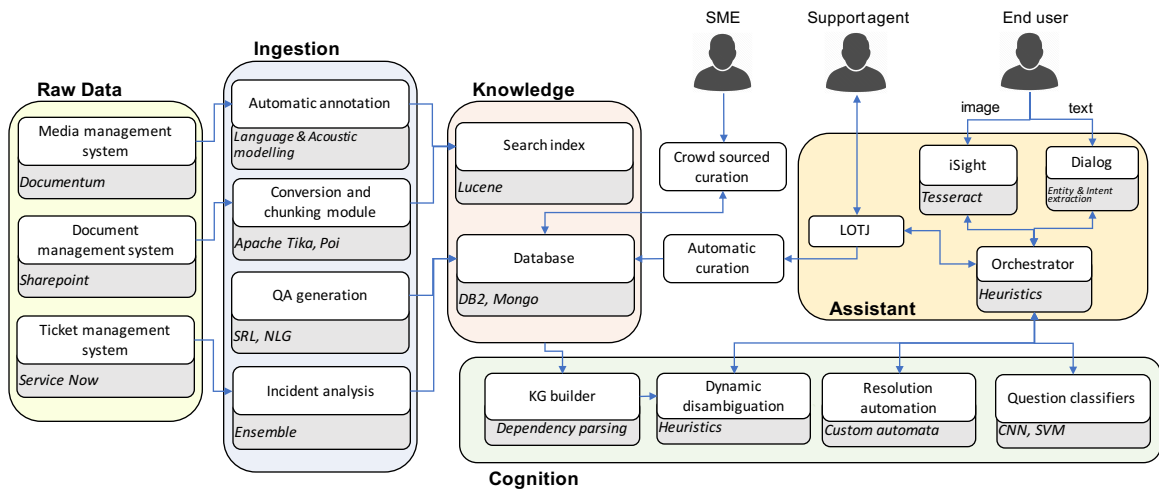 SME
Support agent
End user
Ingestion
Raw Data
Knowledge
Media management
system
Documentum
Document
management system
Sharepoint
Ticket management
system
Service Now
Automatic annotation
Language & Acoustic
modelling
Conversion and
chunking module
Apache Tika, Poi
QA generation
SRL, NLG
Incident analysis
Ensemble
Search index
Lucene
Database
DB2, Mongo
Crowd sourced
curation
Automatic
curation
image
text
iSight
Tesseract
Dialog
Entity & Intent
extraction
LOTJ
Orchestrator
Heuristics
Assistant
KG builder
Dependency parsing
Dynamic
disambiguation
Heuristics
Resolution
automation
Custom automata
Question classifiers
CNN, SVM
Cognition